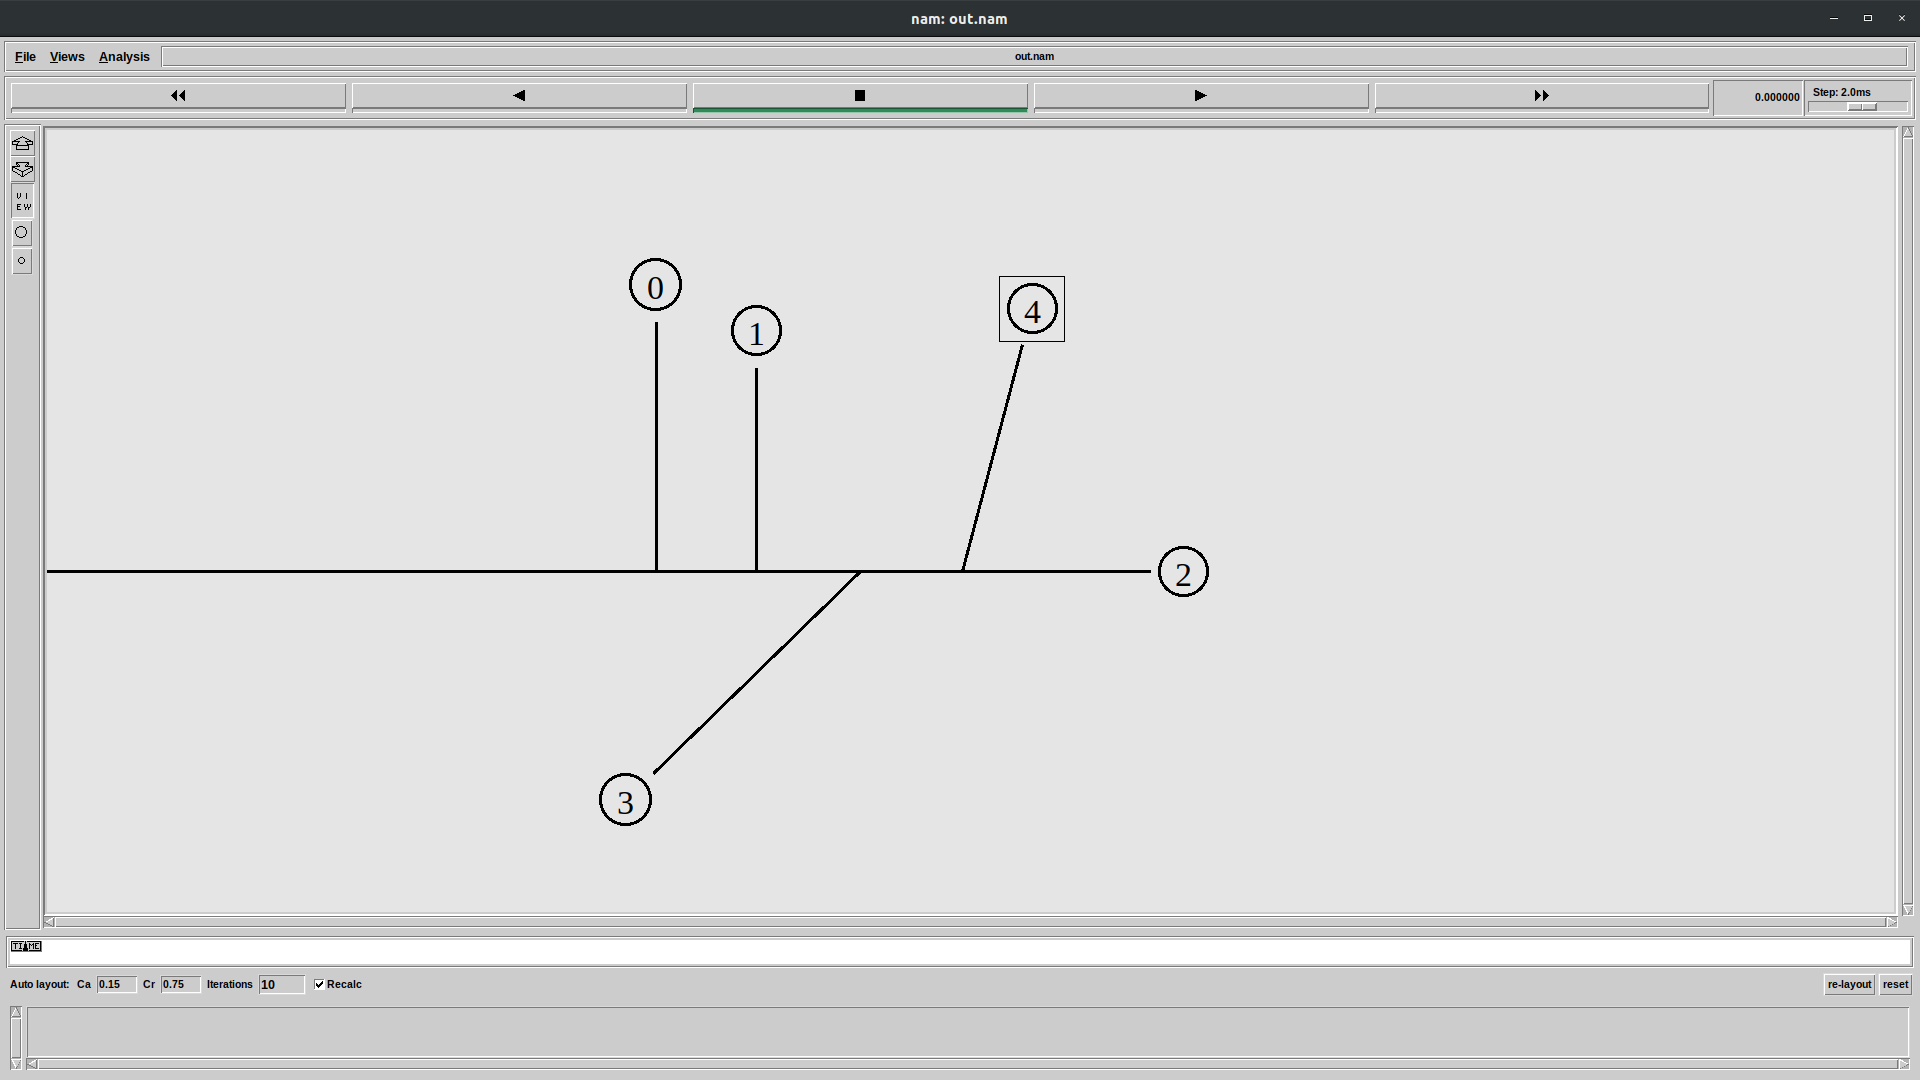 nam: out.nam
File Views Analysis out.nam
0.000000 Step: 2.0ms
VI
EW
0
1
4
2
3
TIME
Auto layout: Ca 0.15 Cr 0.75 Iterations 10 Recalc re-layout reset